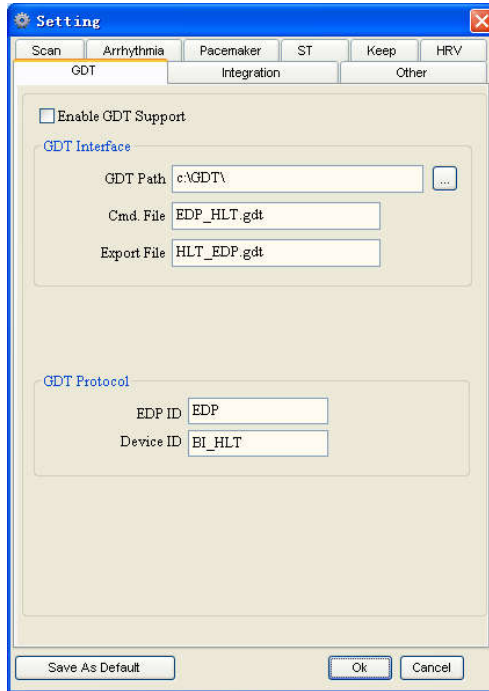 Setting
Scan Arrhythmia Pacemaker ST Keep HRV
GDT Integration Other
Enable GDT Support
GDT Interface
GDT Path c:\GDT\ ...
Cmd. File EDP_HLT.gdt
Export File HLT_EDP.gdt
GDT Protocol
EDP ID EDP
Device ID BI_HLT
Save As Default Ok Cancel